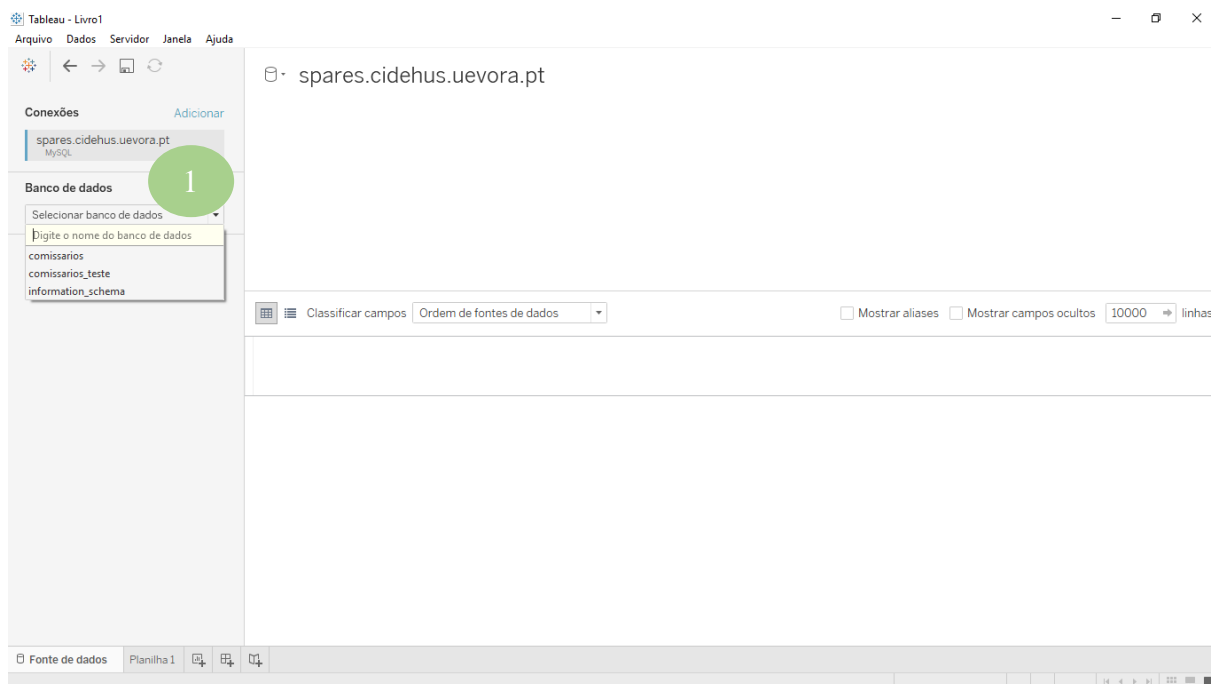 Tableau - Livro1
Arquivo Dados Servidor Janela Ajuda
spares.cidehus.uevora.pt
Conexões Adicionar
spares.cidehus.uevora.pt
MySQL
1
Banco de dados
Selecionar banco de dados
Digite o nome do banco de dados
comissarios
comissarios_teste
information_schema
Classificar campos Ordem de fontes de dados Mostrar aliases Mostrar campos ocultos 10000 linhas
Fonte de dados Planilha 1